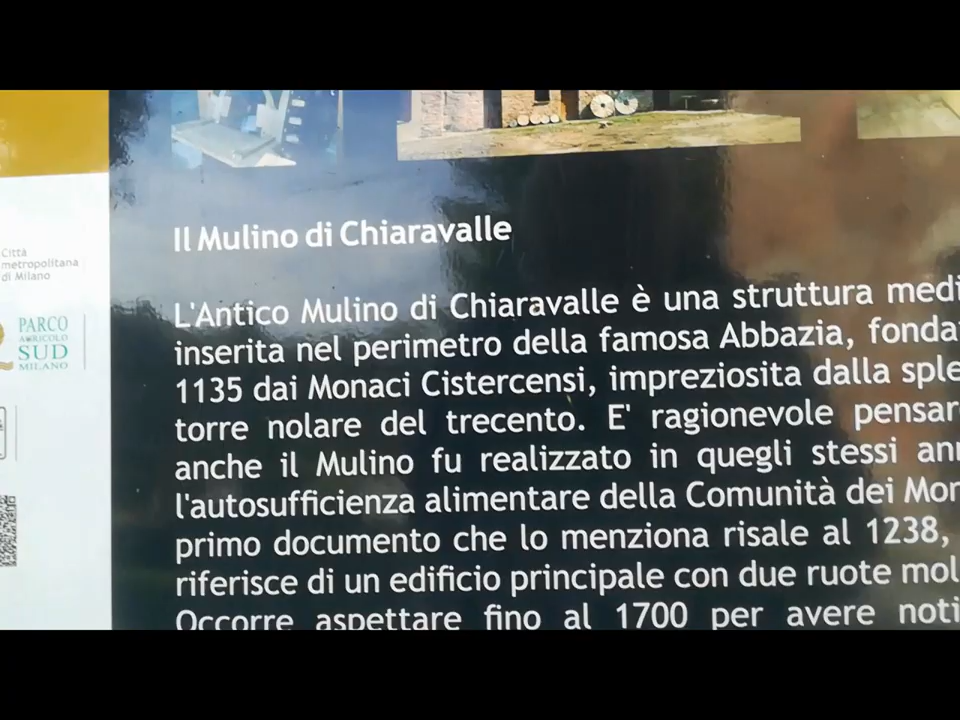 Il Mulino di Chiaravalle
Città
metropolitana
di Milano
PARCO
AGRICOLO
SUD
MILANO
L'Antico Mulino di Chiaravalle è una struttura medi
inserita nel perimetro della famosa Abbazia, fonda
1135 dai Monaci Cistercensi, impreziosita dalla sple
torre nolare del trecento. E' ragionevole pensar
anche il Mulino fu realizzato in quegli stessi ann
l'autosufficienza alimentare della Comunità dei Mon
primo documento che lo menziona risale al 1238,
riferisce di un edificio principale con due ruote mol
Occorre aspettare fino al 1700 per avere noti